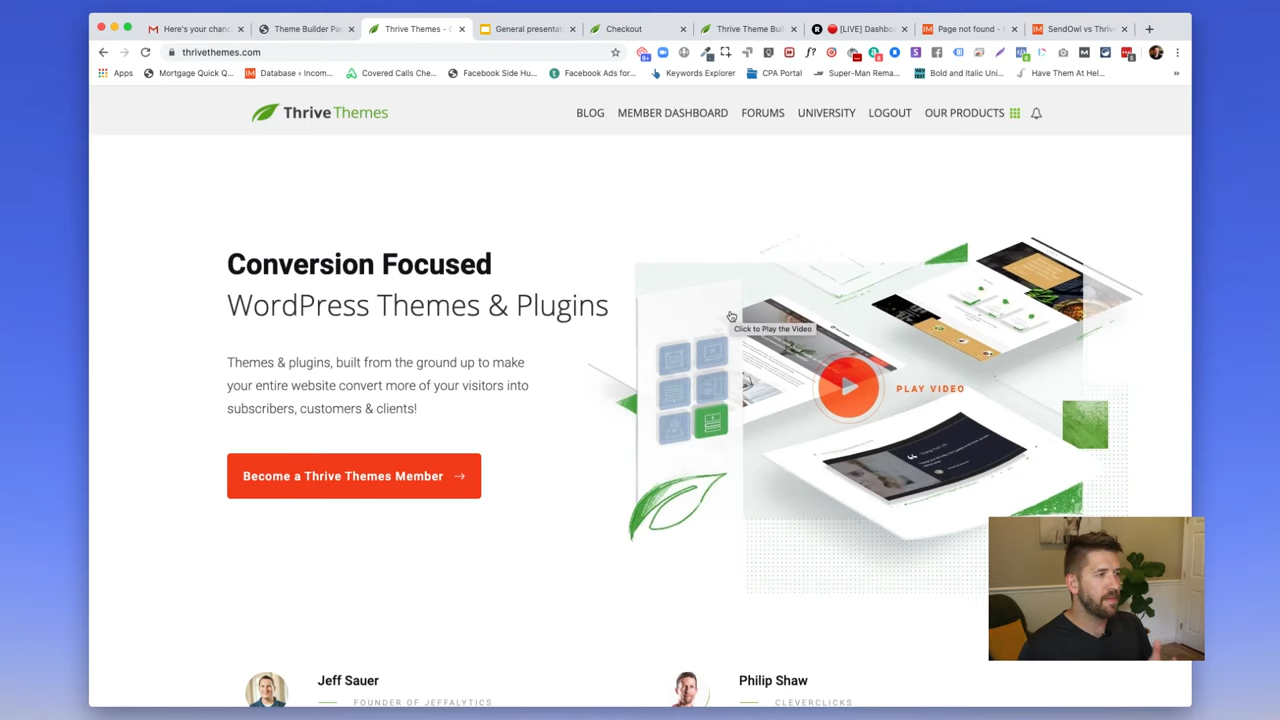 Here's your chanc
Theme Builder Pa
Thrive Themes - C
General presentat
Checkout
Thrive Theme Buil
[LIVE] Dashbo
Page not found -
SendOwl vs Thriv
thrivethemes.com
Apps
Mortgage Quick Q...
Database ‹ Incom...
Covered Calls Che...
Facebook Side Hu...
Facebook Ads for...
Keywords Explorer
CPA Portal
Super-Man Rema...
Bold and Italic Uni...
Have Them At Hel...
Thrive Themes
BLOG
MEMBER DASHBOARD
FORUMS
UNIVERSITY
LOGOUT
OUR PRODUCTS
Conversion Focused
WordPress Themes & Plugins
Click to Play the Video
Themes & plugins, built from the ground up to make
your entire website convert more of your visitors into
subscribers, customers & clients!
PLAY VIDEO
Become a Thrive Themes Member
Jeff Sauer
FOUNDER OF JEFFALYTICS
Philip Shaw
CLEVERCLICKS